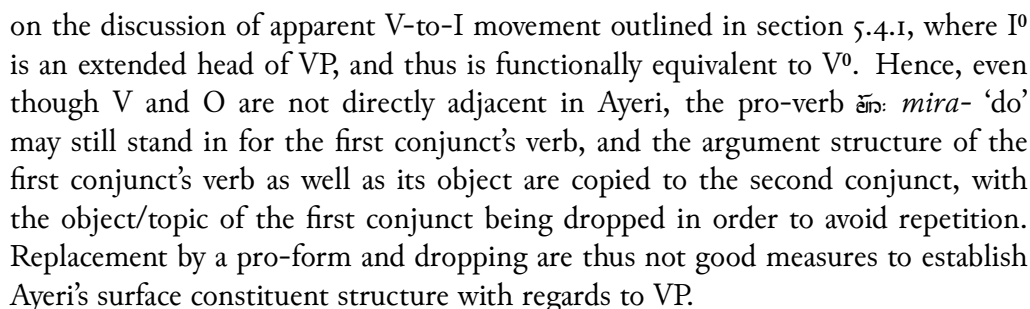 on the discussion of apparent V-to-I movement outlined in section 5.4.1, where I⁰
is an extended head of VP, and thus is functionally equivalent to V⁰. Hence, even
though V and O are not directly adjacent in Ayeri, the pro-verb mira- ‘do’
may still stand in for the first conjunct’s verb, and the argument structure of the
first conjunct’s verb as well as its object are copied to the second conjunct, with
the object/topic of the first conjunct being dropped in order to avoid repetition.
Replacement by a pro-form and dropping are thus not good measures to establish
Ayeri’s surface constituent structure with regards to VP.